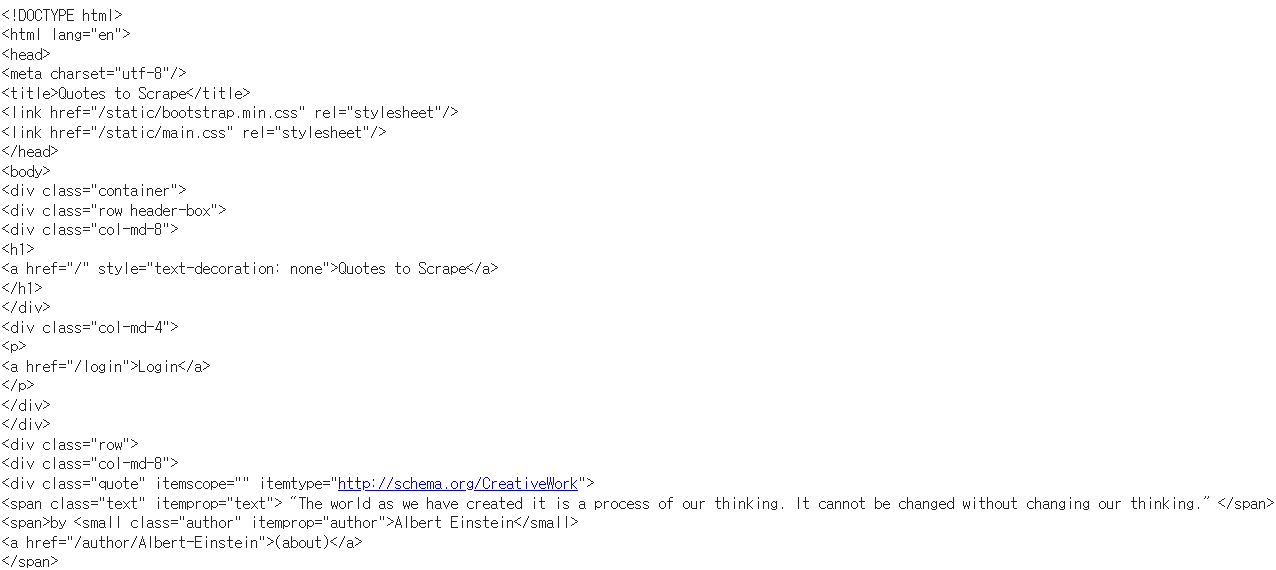 <!DOCTYPE html>
<html lang="en">
<head>
<meta charset="utf-8"/>
<title>Quotes to Scrape</title>
<link href="/static/bootstrap.min.css" rel="stylesheet"/>
<link href="/static/main.css" rel="stylesheet"/>
</head>
<body>
<div class="container">
<div class="row header-box">
<div class="col-md-8">
<h1>
<a href="/" style="text-decoration: none">Quotes to Scrape</a>
</h1>
</div>
<div class="col-md-4">
<p>
<a href="/login">Login</a>
</p>
</div>
</div>
<div class="row">
<div class="col-md-8">
<div class="quote" itemscope="" itemtype="http://schema.org/CreativeWork">
<span class="text" itemprop="text"> “The world as we have created it is a process of our thinking. It cannot be changed without changing our thinking.” </span>
<span>by <small class="author" itemprop="author">Albert Einstein</small>
<a href="/author/Albert-Einstein">(about)</a>
</span>